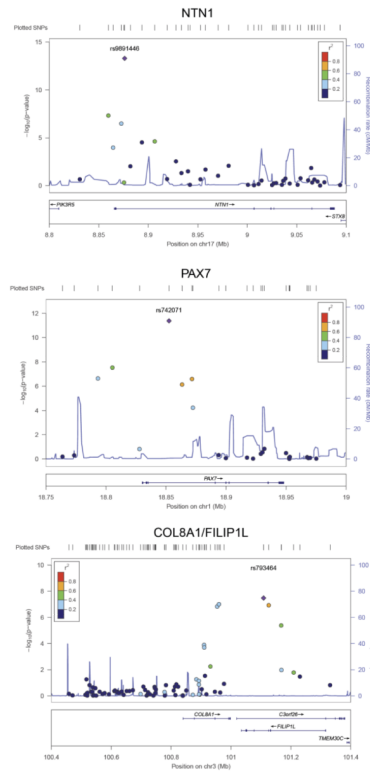 NTN1
Plotted SNPs
rs9891446
15
10
5
0
− log₁₀(p-value)
r²
0.8
0.6
0.4
0.2
100
80
60
40
20
0
Recombination rate (cM/Mb)
←PIK3R5
NTN1→
←STX8
8.8
8.85
8.9
8.95
9
9.05
9.1
Position on chr17 (Mb)
PAX7
Plotted SNPs
rs742071
12
10
8
6
4
2
0
− log₁₀(p-value)
r²
0.8
0.6
0.4
0.2
100
80
60
40
20
0
Recombination rate (cM/Mb)
PAX7→
18.75
18.8
18.85
18.9
18.95
19
Position on chr1 (Mb)
COL8A1/FILIP1L
Plotted SNPs
rs793464
10
8
6
4
2
0
− log₁₀(p-value)
r²
0.8
0.6
0.4
0.2
100
80
60
40
20
0
COL8A1→
C3orf26→
←FILIP1L
TMEM30C→
100.4
100.6
100.8
101
101.2
101.4
Position on chr3 (Mb)